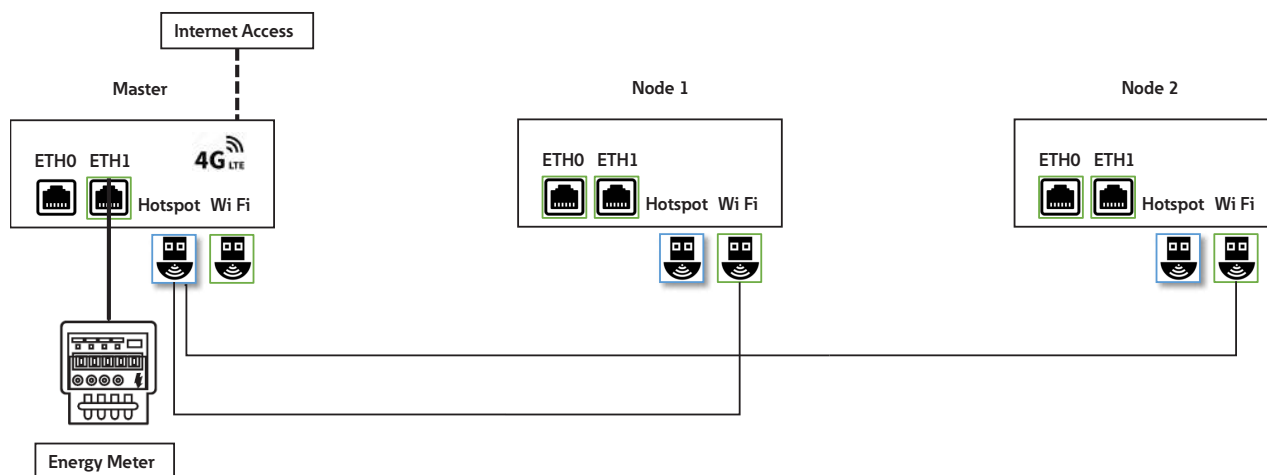 Internet Access
Master
Node 1
Node 2
ETH0 ETH1
4G LTE
Hotspot Wi Fi
ETH0 ETH1
Hotspot Wi Fi
ETH0 ETH1
Hotspot Wi Fi
Energy Meter